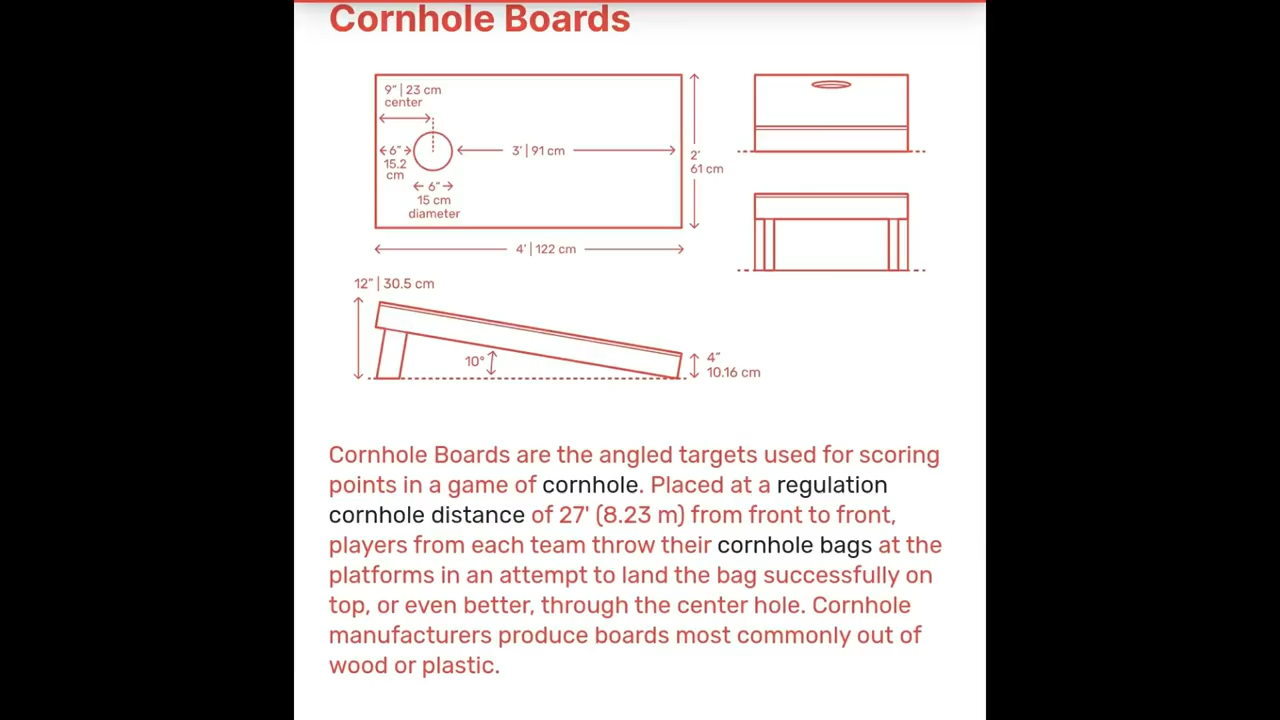 Cornhole Boards
9" | 23 cm
center
6"
15.2
cm
3' | 91 cm
6"
15 cm
diameter
2'
61 cm
4' | 122 cm
12" | 30.5 cm
10°
4"
10.16 cm
Cornhole Boards are the angled targets used for scoring
points in a game of cornhole. Placed at a regulation
cornhole distance of 27' (8.23 m) from front to front,
players from each team throw their cornhole bags at the
platforms in an attempt to land the bag successfully on
top, or even better, through the center hole. Cornhole
manufacturers produce boards most commonly out of
wood or plastic.